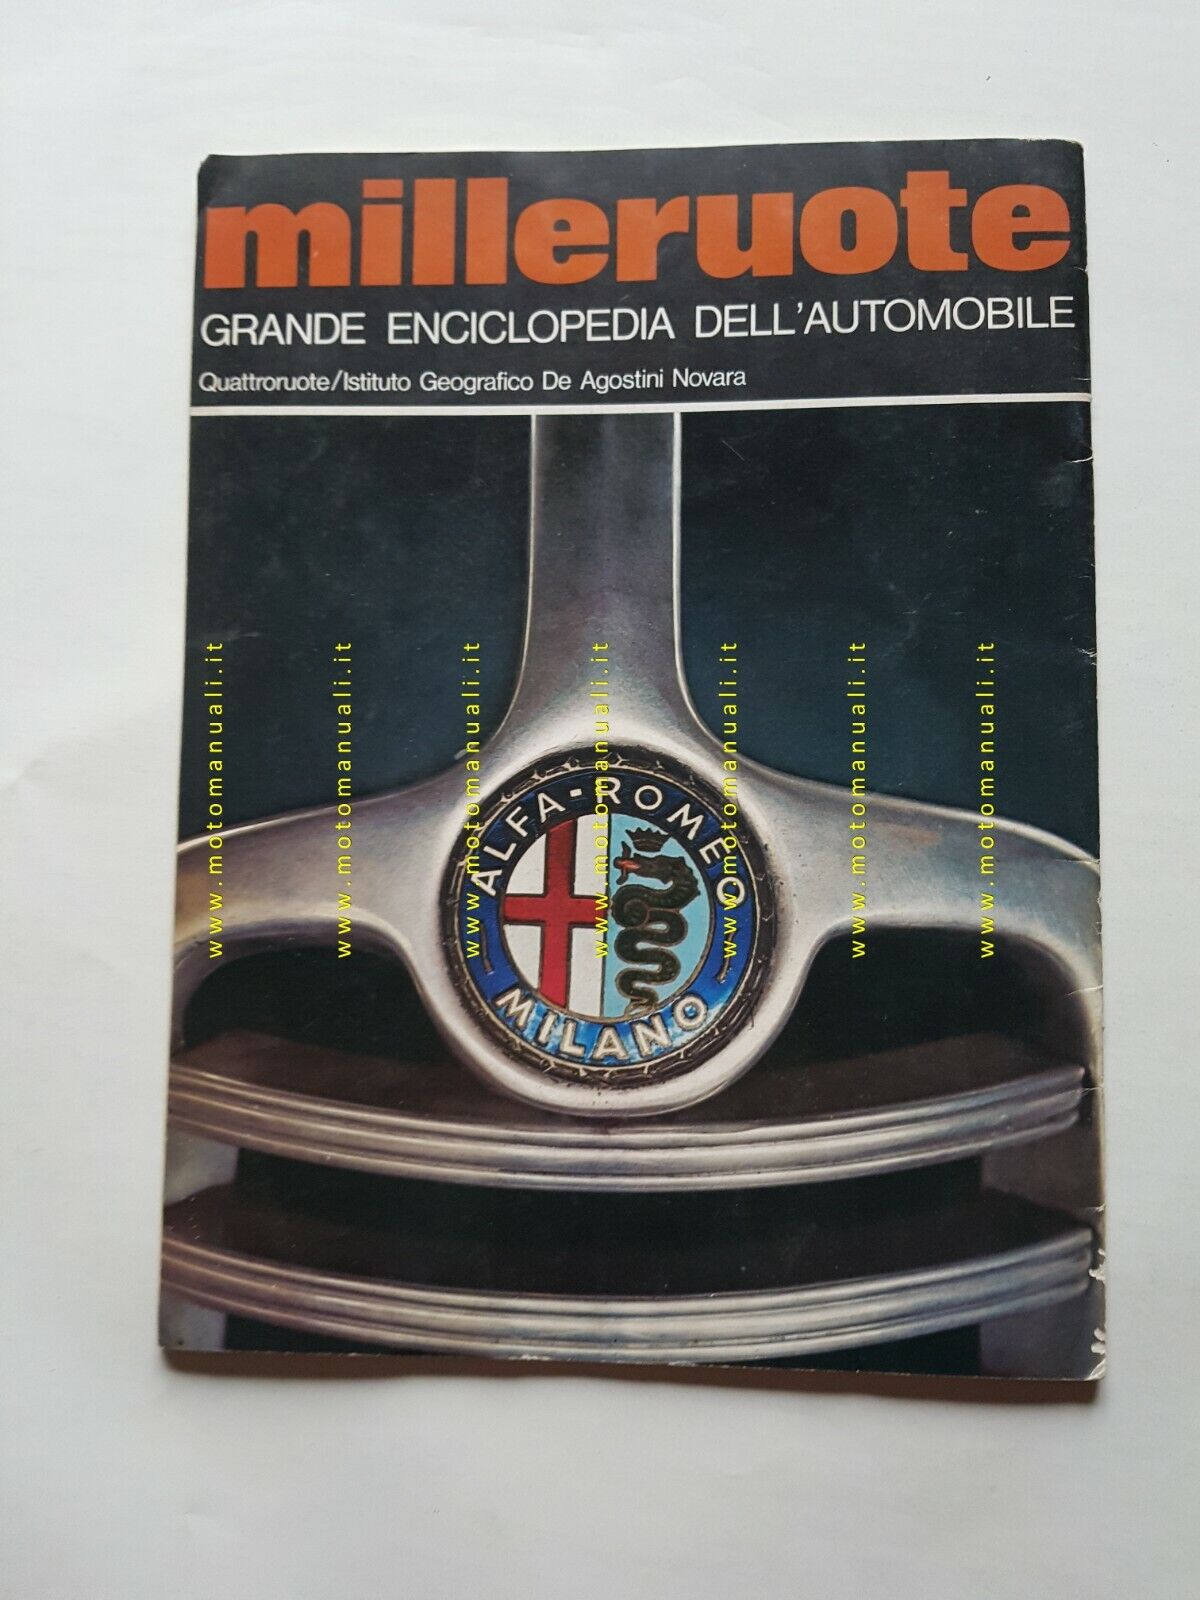 milleruote
GRANDE ENCICLOPEDIA DELL'AUTOMOBILE
Quattroruote/Istituto Geografico De Agostini Novara
www.motomanuali.it
www.motomanuali.it
www.motomanuali.it
www.motomanuali.it
www.motomanuali.it
www.motomanuali.it
www.motomanuali.it
ALFA-ROMEO
MILANO